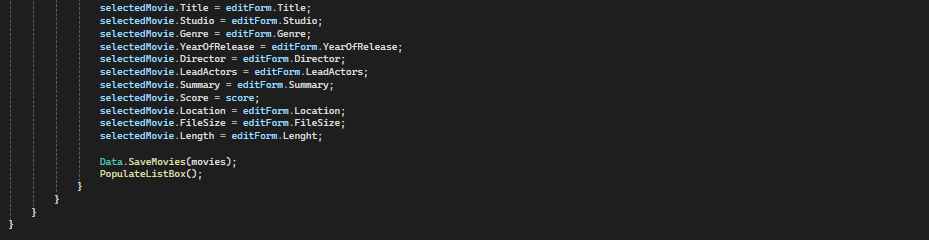 selectedMovie.Title = editForm.Title;
selectedMovie.Studio = editForm.Studio;
selectedMovie.Genre = editForm.Genre;
selectedMovie.YearOfRelease = editForm.YearOfRelease;
selectedMovie.Director = editForm.Director;
selectedMovie.LeadActors = editForm.LeadActors;
selectedMovie.Summary = editForm.Summary;
selectedMovie.Score = score;
selectedMovie.Location = editForm.Location;
selectedMovie.FileSize = editForm.FileSize;
selectedMovie.Length = editForm.Lenght;
Data.SaveMovies(movies);
PopulateListBox();
}
}
}
}